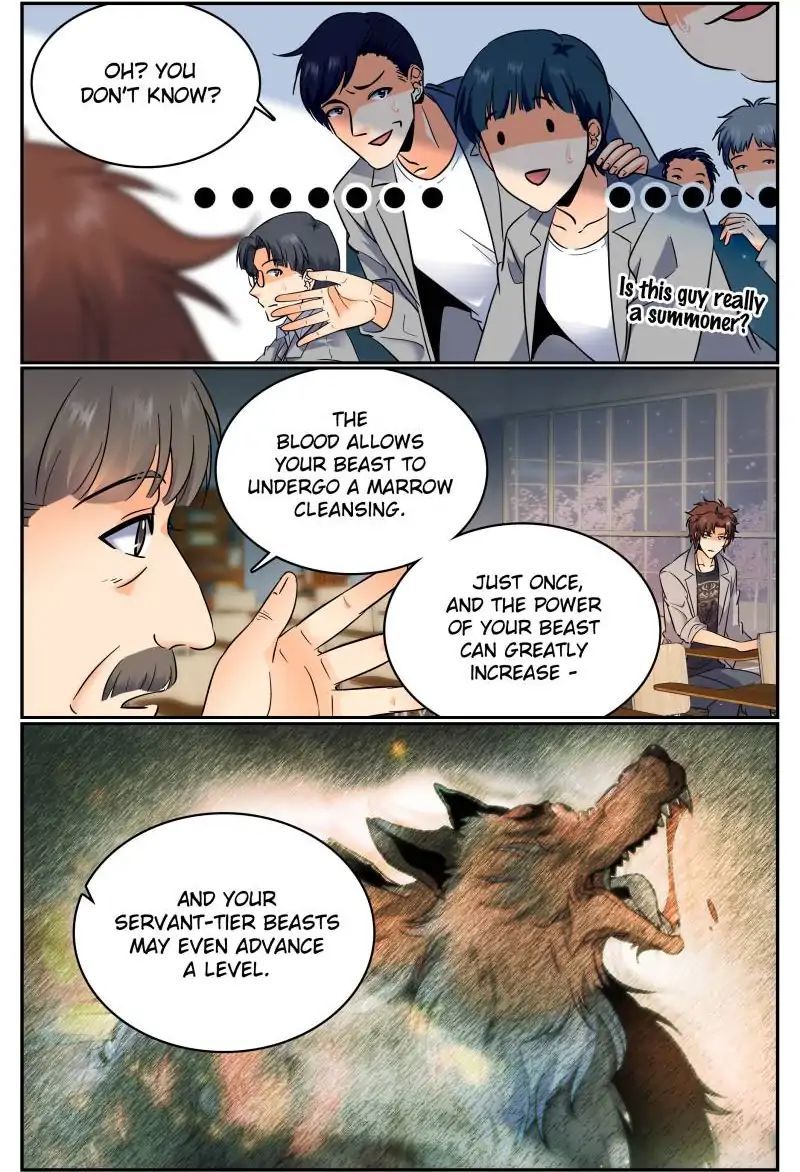 OH? YOU
DON'T KNOW?
Is this guy really
a summoner?
THE
BLOOD ALLOWS
YOUR BEAST TO
UNDERGO A MARROW
CLEANSING.
JUST ONCE,
AND THE POWER
OF YOUR BEAST
CAN GREATLY
INCREASE -
AND YOUR
SERVANT-TIER BEASTS
MAY EVEN ADVANCE
A LEVEL.